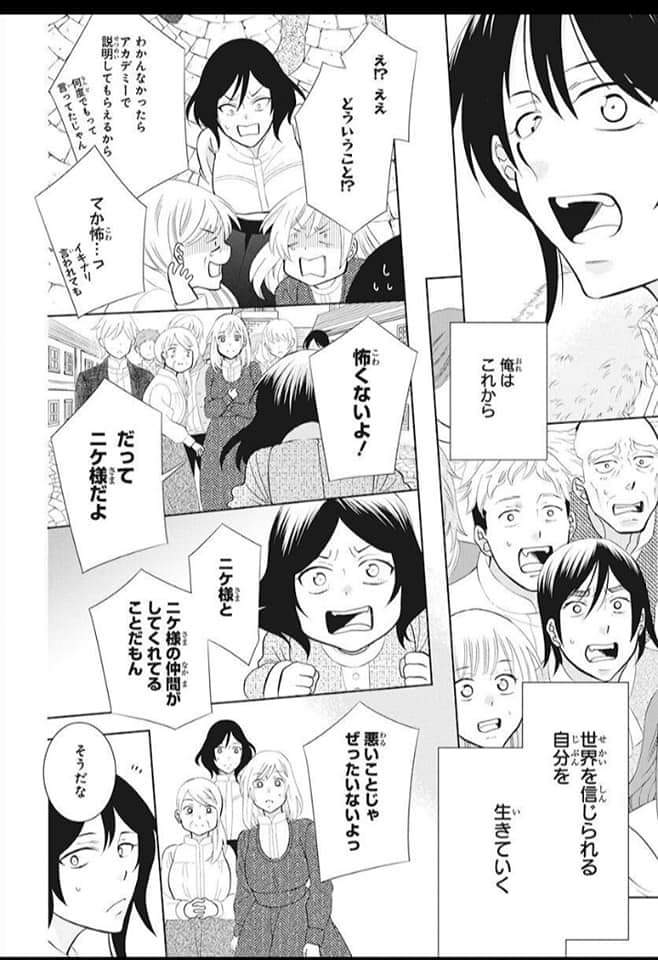 俺は
これから
世界を信じられる
自分を
生きていく
え!? ええ
どういうこと!?
わかんなかったら
アカデミーで
説明してもらえるから
何度でもって
言ってたじゃん
てか怖…っ
イキナリ
言われても
怖くないよ!
だって
ニケ様だよ
ニケ様と
ニケ様の仲間が
してくれてる
ことだもん
悪いことじゃ
ぜったいないよっ
そうだな